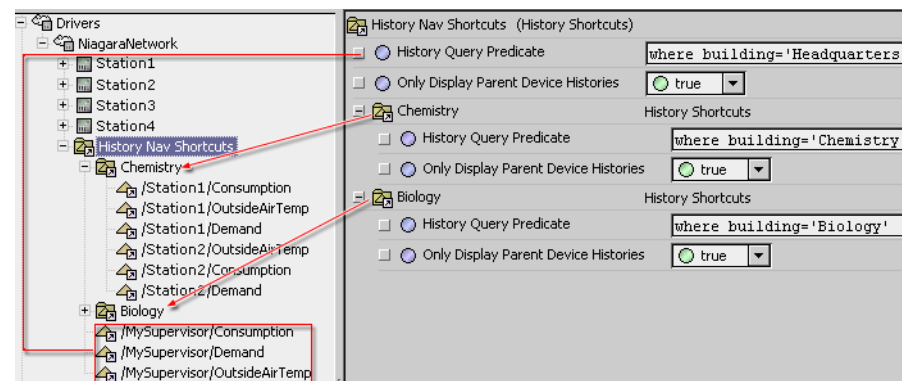 Drivers
NiagaraNetwork
Station1
Station2
Station3
Station4
History Nav Shortcuts
Chemistry
/Station1/Consumption
/Station1/OutsideAirTemp
/Station1/Demand
/Station2/OutsideAirTemp
/Station2/Consumption
/Station2/Demand
Biology
/MySupervisor/Consumption
/MySupervisor/Demand
/MySupervisor/OutsideAirTemp
History Nav Shortcuts (History Shortcuts)
History Query Predicate where building='Headquarters
Only Display Parent Device Histories true
Chemistry History Shortcuts
History Query Predicate where building='Chemistry
Only Display Parent Device Histories true
Biology History Shortcuts
History Query Predicate where building='Biology'
Only Display Parent Device Histories true